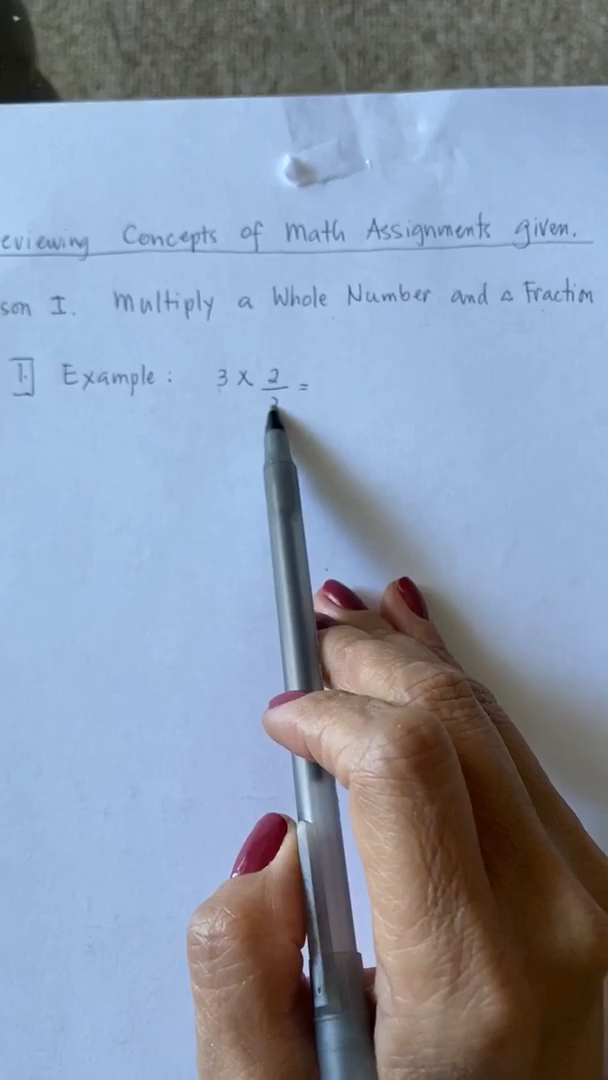 eviewing Concepts of Math Assignments given.
son I. Multiply a Whole Number and a Fraction
1. Example: 3 x 2/
=